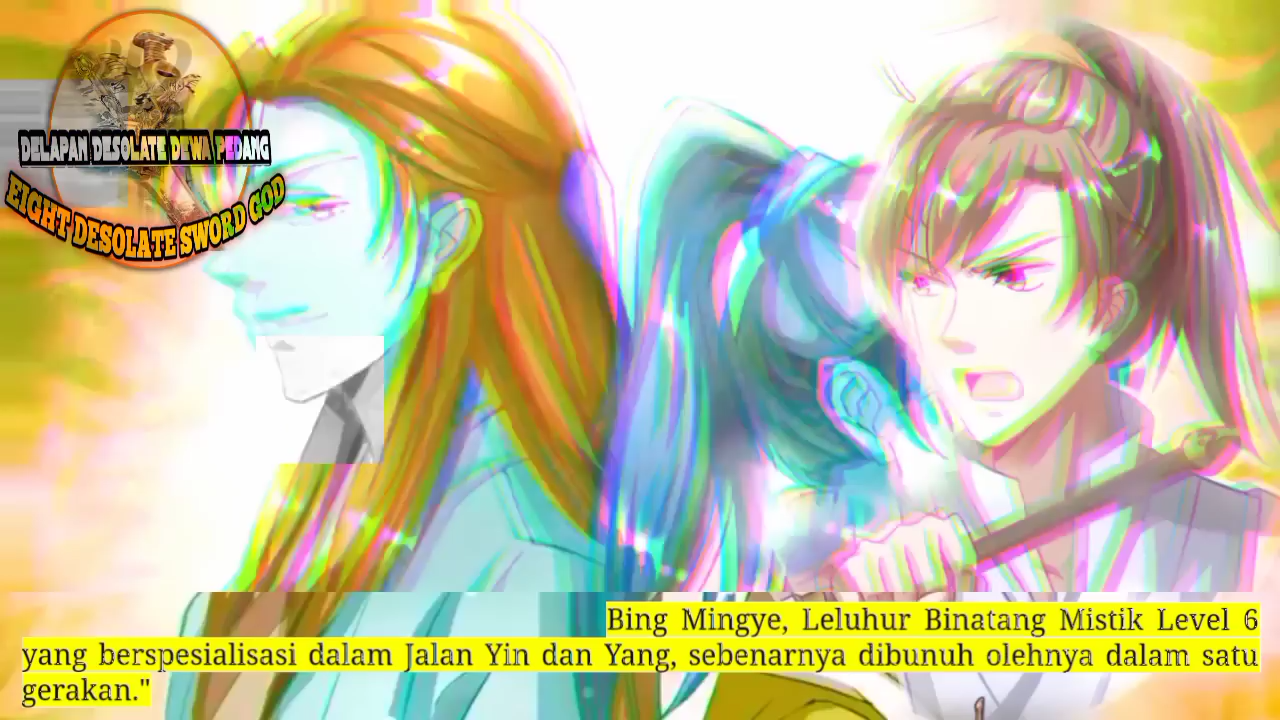 DELAPAN DESOLATE DEWA PEDANG
EIGHT DESOLATE SWORD GOD
Bing Mingye, Leluhur Binatang Mistik Level 6
yang berspesialisasi dalam Jalan Yin dan Yang, sebenarnya dibunuh olehnya dalam satu
gerakan."